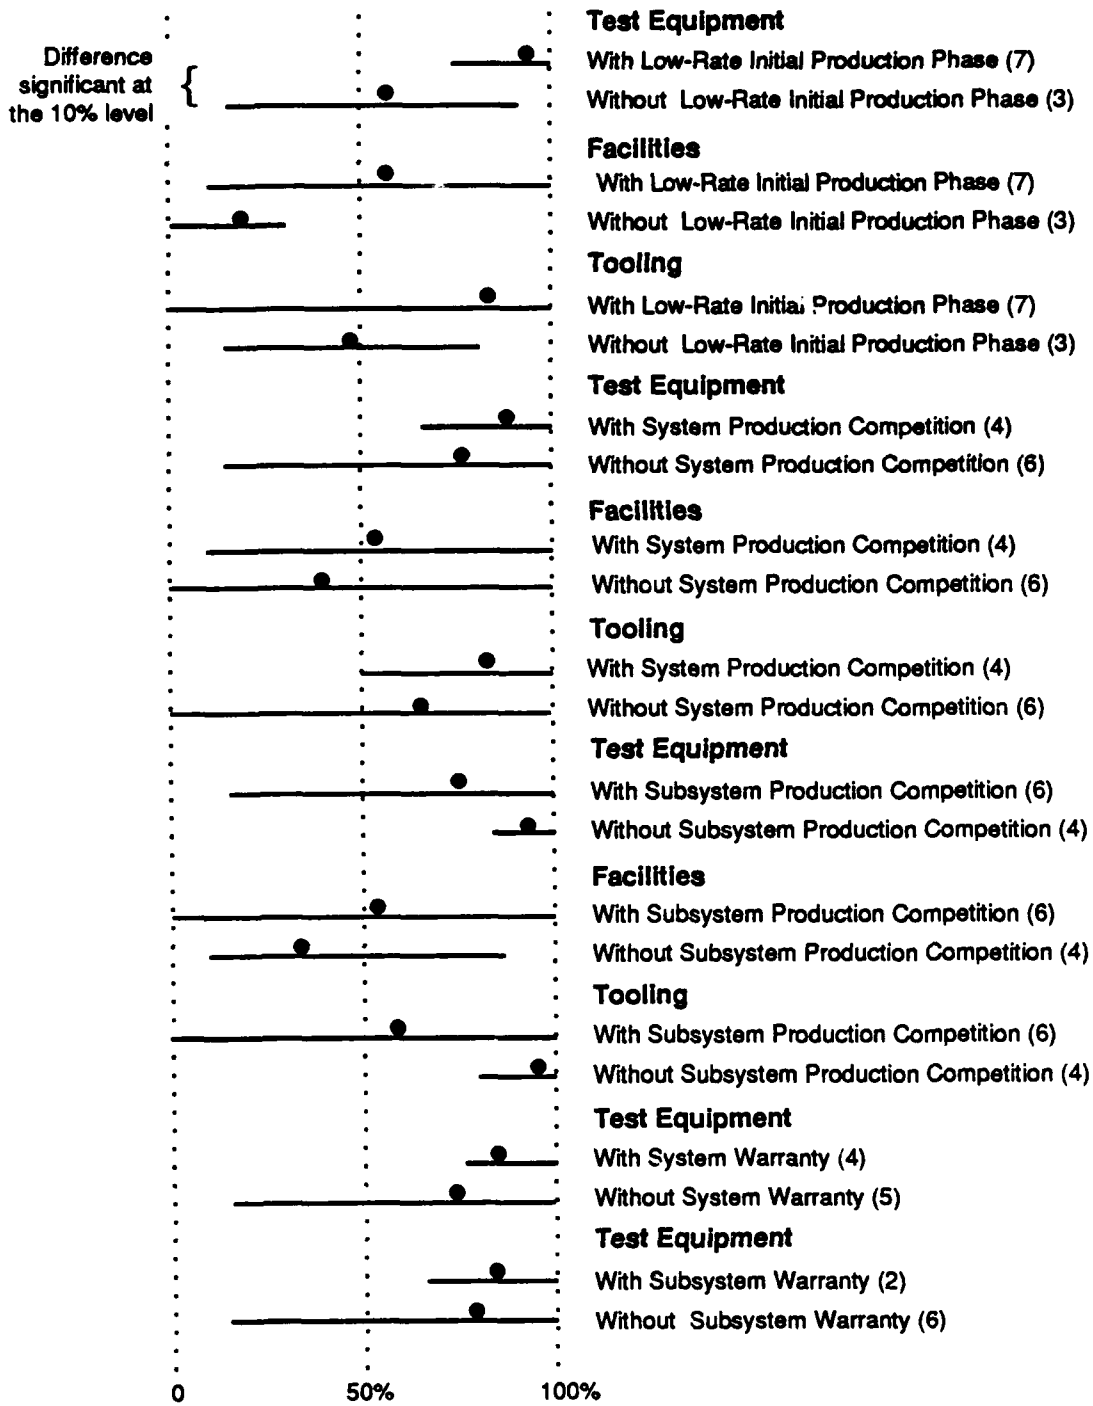 Difference
significant at
the 10% level
{
Test Equipment
With Low-Rate Initial Production Phase (7)
Without Low-Rate Initial Production Phase (3)
Facilities
With Low-Rate Initial Production Phase (7)
Without Low-Rate Initial Production Phase (3)
Tooling
With Low-Rate Initial Production Phase (7)
Without Low-Rate Initial Production Phase (3)
Test Equipment
With System Production Competition (4)
Without System Production Competition (6)
Facilities
With System Production Competition (4)
Without System Production Competition (6)
Tooling
With System Production Competition (4)
Without System Production Competition (6)
Test Equipment
With Subsystem Production Competition (6)
Without Subsystem Production Competition (4)
Facilities
With Subsystem Production Competition (6)
Without Subsystem Production Competition (4)
Tooling
With Subsystem Production Competition (6)
Without Subsystem Production Competition (4)
Test Equipment
With System Warranty (4)
Without System Warranty (5)
Test Equipment
With Subsystem Warranty (2)
Without Subsystem Warranty (6)
0 50% 100%